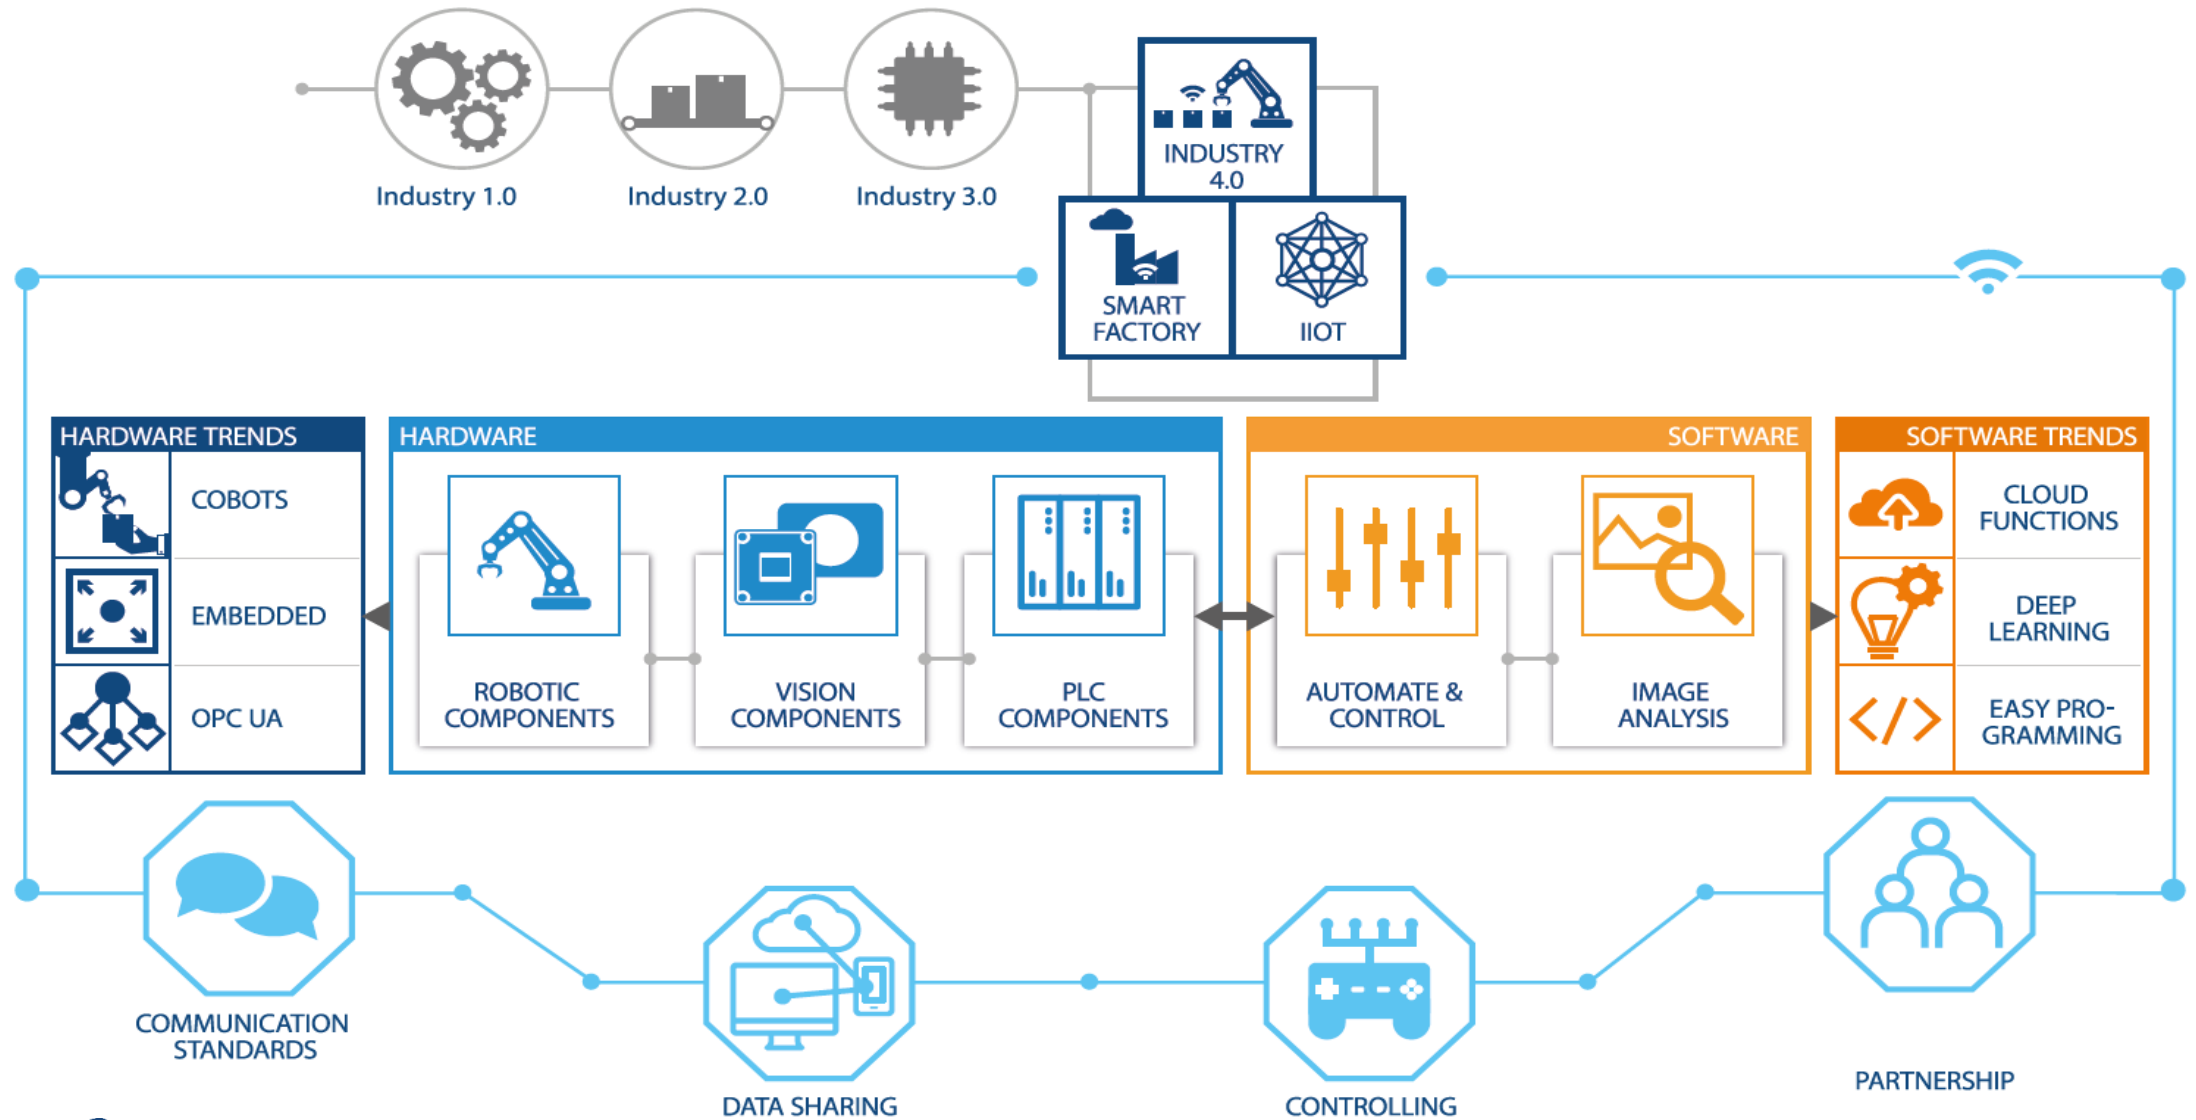 Industry 1.0
Industry 2.0
Industry 3.0
INDUSTRY
4.0
SMART
FACTORY
IIOT
HARDWARE TRENDS
COBOTS
EMBEDDED
OPC UA
HARDWARE
ROBOTIC
COMPONENTS
VISION
COMPONENTS
PLC
COMPONENTS
SOFTWARE
AUTOMATE &
CONTROL
IMAGE
ANALYSIS
SOFTWARE TRENDS
CLOUD
FUNCTIONS
DEEP
LEARNING
EASY PRO-
GRAMMING
COMMUNICATION
STANDARDS
DATA SHARING
CONTROLLING
PARTNERSHIP